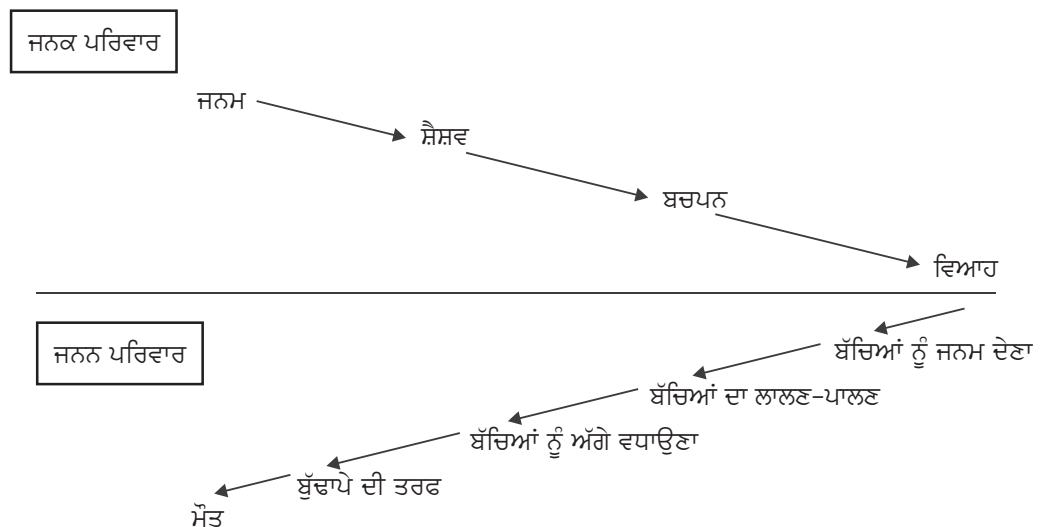 ਜਨਕ ਪਰਿਵਾਰ
ਜਨਮ
ਸ਼ੈਸ਼ਵ
ਬਚਪਨ
ਵਿਆਹ
ਜਨਨ ਪਰਿਵਾਰ
ਬੱਚਿਆਂ ਨੂੰ ਜਨਮ ਦੇਣਾ
ਬੱਚਿਆਂ ਦਾ ਲਾਲਣ-ਪਾਲਣ
ਬੱਚਿਆਂ ਨੂੰ ਅੱਗੇ ਵਧਾਉਣਾ
ਬੁੱਢਾਪੇ ਦੀ ਤਰਫ
ਮੌਤ